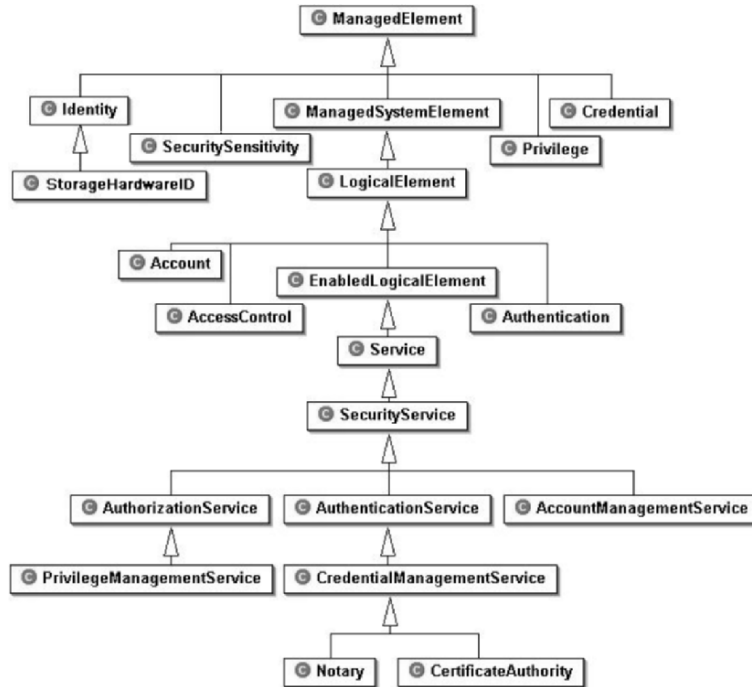 ManagedElement
Identity
ManagedSystemElement
Credential
SecuritySensitivity
Privilege
StorageHardwareID
LogicalElement
Account
EnabledLogicalElement
AccessControl
Authentication
Service
SecurityService
AuthorizationService
AuthenticationService
AccountManagementService
PrivilegeManagementService
CredentialManagementService
Notary
CertificateAuthority